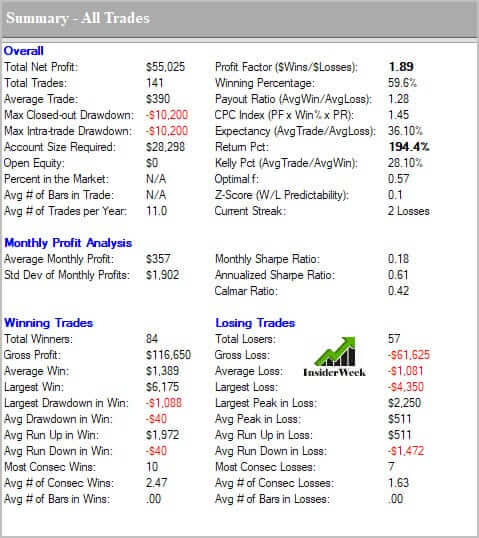 Summary - All Trades
Overall
Total Net Profit: $55,025 Profit Factor ($Wins/$Losses): 1.89
Total Trades: 141 Winning Percentage: 59.6%
Average Trade: $390 Payout Ratio (AvgWin/AvgLoss): 1.28
Max Closed-out Drawdown: -$10,200 CPC Index (PF x Win% x PR): 1.45
Max Intra-trade Drawdown: -$10,200 Expectancy (AvgTrade/AvgLoss): 36.10%
Account Size Required: $28,298 Return Pct: 194.4%
Open Equity: $0 Kelly Pct (AvgTrade/AvgWin): 28.10%
Percent in the Market: N/A Optimal f: 0.57
Avg # of Bars in Trade: N/A Z-Score (W/L Predictability): 0.1
Avg # of Trades per Year: 11.0 Current Streak: 2 Losses
Monthly Profit Analysis
Average Monthly Profit: $357 Monthly Sharpe Ratio: 0.18
Std Dev of Monthly Profits: $1,902 Annualized Sharpe Ratio: 0.61
Calmar Ratio: 0.42
Winning Trades Losing Trades
Total Winners: 84 Total Losers: 57
Gross Profit: $116,650 Gross Loss: -$61,625
Average Win: $1,389 Average Loss: InsiderWeek -$1,081
Largest Win: $6,175 Largest Loss: -$4,350
Largest Drawdown in Win: -$1,088 Largest Peak in Loss: $2,250
Avg Drawdown in Win: -$40 Avg Peak in Loss: $511
Avg Run Up in Win: $1,972 Avg Run Up in Loss: $511
Avg Run Down in Win: -$40 Avg Run Down in Loss: -$1,472
Most Consec Wins: 10 Most Consec Losses: 7
Avg # of Consec Wins: 2.47 Avg # of Consec Losses: 1.63
Avg # of Bars in Wins: .00 Avg # of Bars in Losses: .00